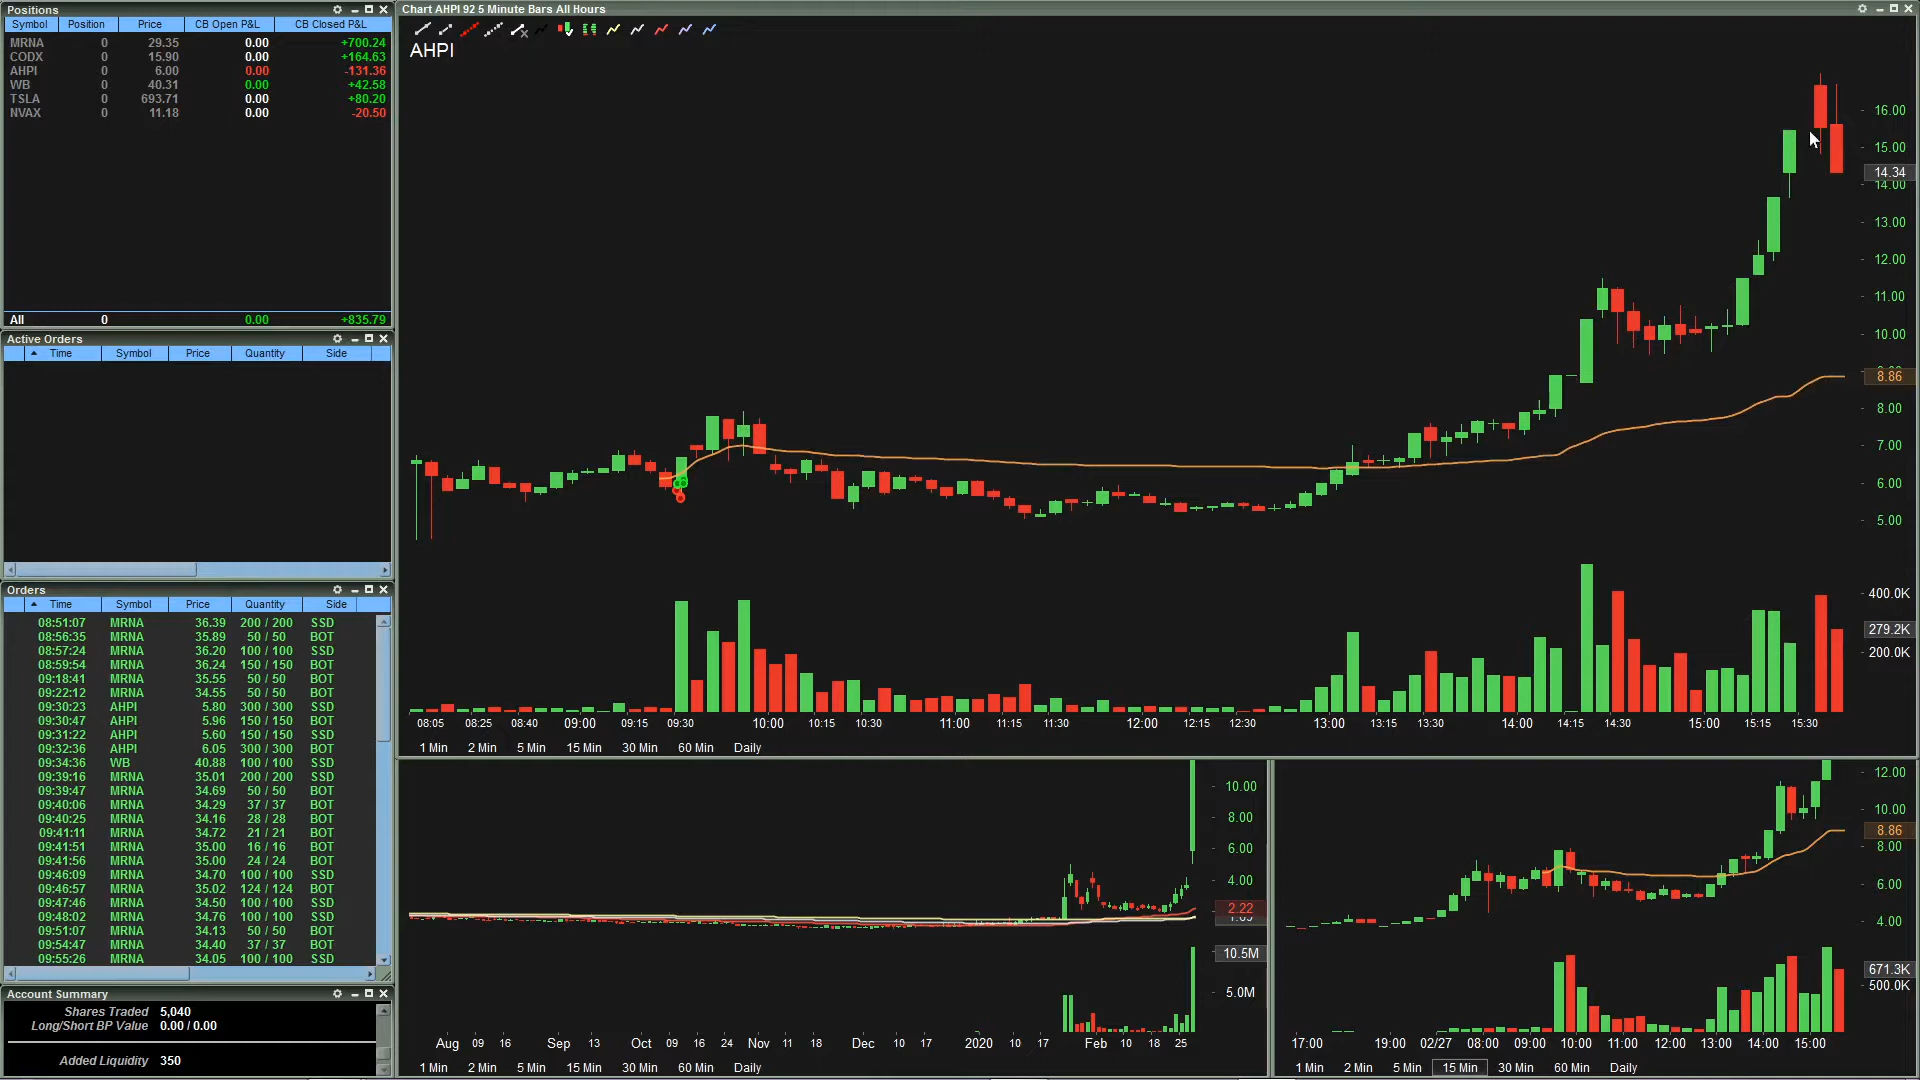 Positions
Symbol Position Price CB Open P&L CB Closed P&L
MRNA 0 29.35 0.00 +700.24
CODX 0 15.90 0.00 +164.63
AHPI 0 6.00 0.00 -131.36
WB 0 40.31 0.00 +42.58
TSLA 0 693.71 0.00 +80.20
NVAX 0 11.18 0.00 -20.50
All 0 0.00 +835.79
Active Orders
Time Symbol Price Quantity Side
Orders
Time Symbol Price Quantity Side
08:51:07 MRNA 36.39 200 / 200 SSD
08:56:35 MRNA 35.89 50 / 50 BOT
08:57:24 MRNA 36.20 100 / 100 SSD
08:59:54 MRNA 36.24 150 / 150 BOT
09:18:41 MRNA 35.55 50 / 50 BOT
09:22:12 MRNA 34.55 50 / 50 BOT
09:30:23 AHPI 5.80 300 / 300 SSD
09:30:47 AHPI 5.96 150 / 150 BOT
09:31:22 AHPI 5.60 150 / 150 SSD
09:32:36 AHPI 6.05 300 / 300 BOT
09:34:36 WB 40.88 100 / 100 SSD
09:39:16 MRNA 35.01 200 / 200 SSD
09:39:47 MRNA 34.69 50 / 50 BOT
09:40:06 MRNA 34.29 37 / 37 BOT
09:40:25 MRNA 34.16 28 / 28 BOT
09:41:11 MRNA 34.72 21 / 21 BOT
09:41:51 MRNA 35.00 16 / 16 BOT
09:41:56 MRNA 35.00 24 / 24 BOT
09:46:09 MRNA 34.70 100 / 100 SSD
09:46:57 MRNA 35.02 124 / 124 BOT
09:47:46 MRNA 34.50 100 / 100 SSD
09:48:02 MRNA 34.76 100 / 100 SSD
09:51:07 MRNA 34.13 50 / 50 BOT
09:54:47 MRNA 34.40 37 / 37 BOT
09:55:26 MRNA 34.05 100 / 100 SSD
Account Summary
Shares Traded 5,040
Long/Short BP Value 0.00 / 0.00
Added Liquidity 350
Chart AHPI 92 5 Minute Bars All Hours
AHPI
16.00
15.00
14.34
14.00
13.00
12.00
11.00
10.00
8.86
8.00
7.00
6.00
5.00
400.0K
279.2K
200.0K
08:05 08:25 08:40 09:00 09:15 09:30 10:00 10:15 10:30 11:00 11:15 11:30 12:00 12:15 12:30 13:00 13:15 13:30 14:00 14:15 14:30 15:00 15:15 15:30
1 Min 2 Min 5 Min 15 Min 30 Min 60 Min Daily
10.00
8.00
6.00
4.00
2.22
10.5M
5.0M
Aug 09 16 Sep 13 Oct 09 16 24 Nov 11 18 Dec 10 17 2020 10 17 Feb 10 18 25
1 Min 2 Min 5 Min 15 Min 30 Min 60 Min Daily
12.00
10.00
8.86
8.00
6.00
4.00
671.3K
500.0K
17:00 19:00 02/27 08:00 09:00 10:00 11:00 12:00 13:00 14:00 15:00
1 Min 2 Min 5 Min 15 Min 30 Min 60 Min Daily